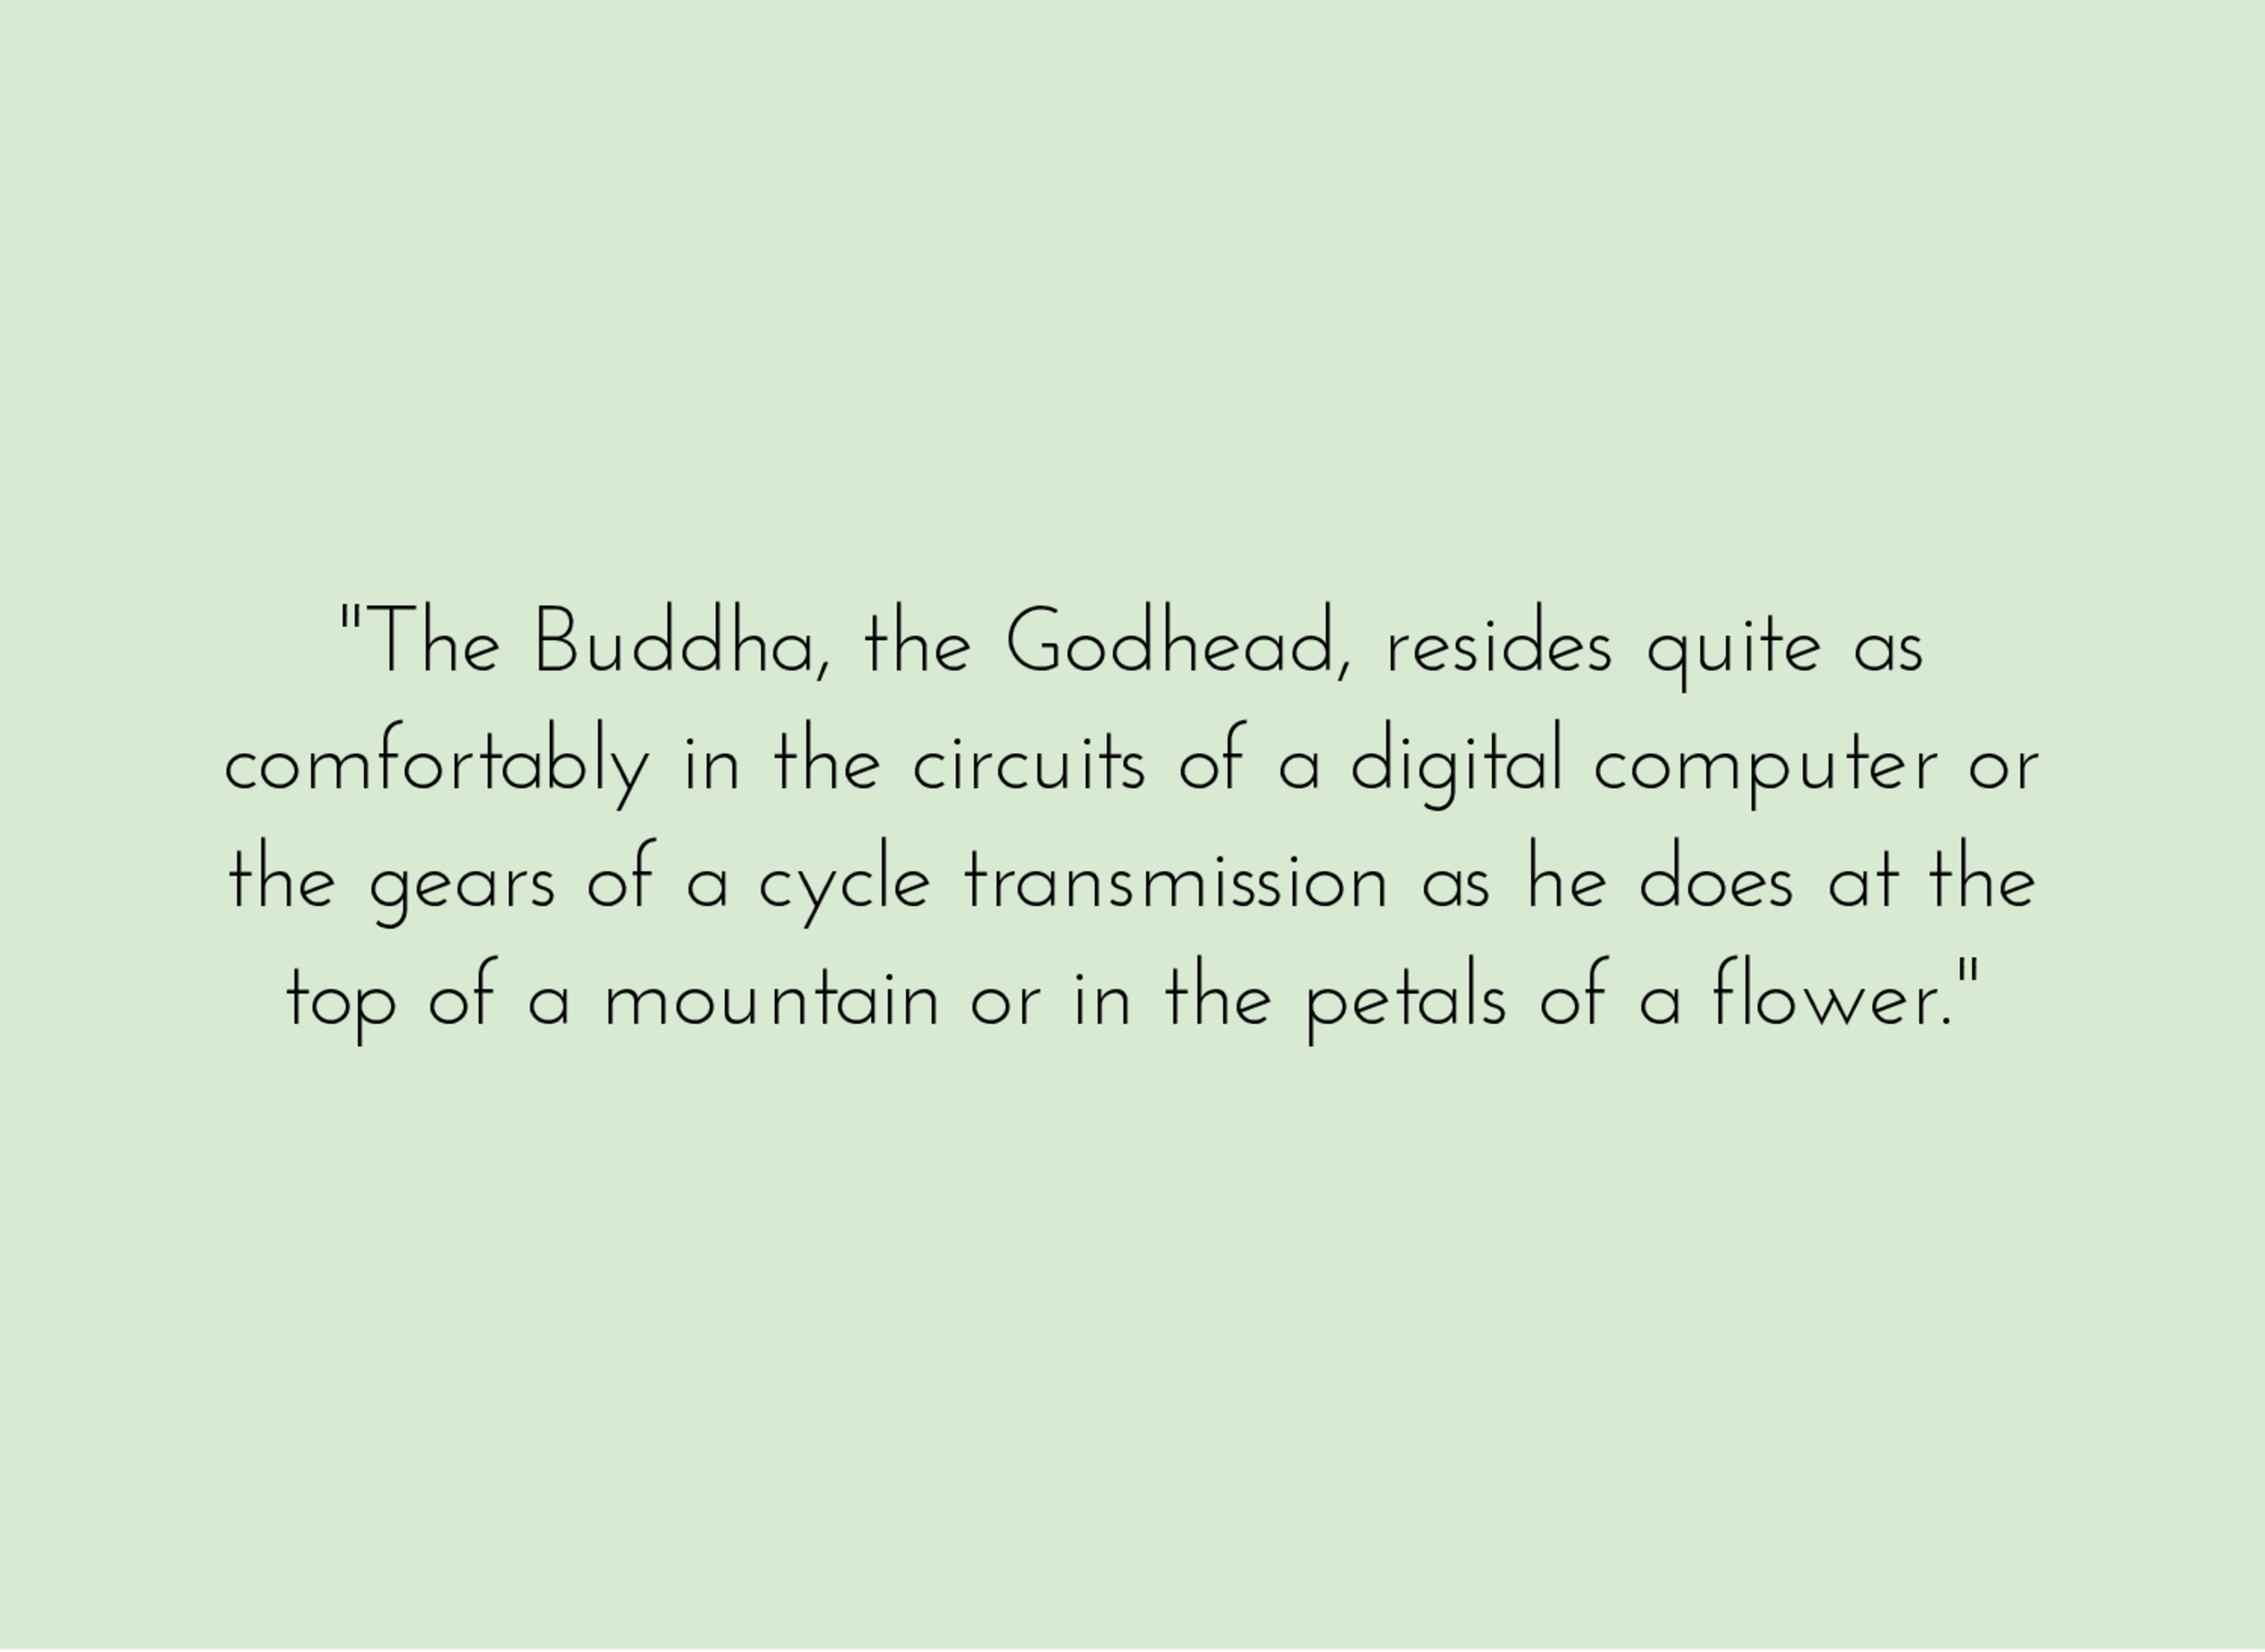 "The Buddha, the Godhead, resides quite as
comfortably in the circuits of a digital computer or
the gears of a cycle transmission as he does at the
top of a mountain or in the petals of a flower."